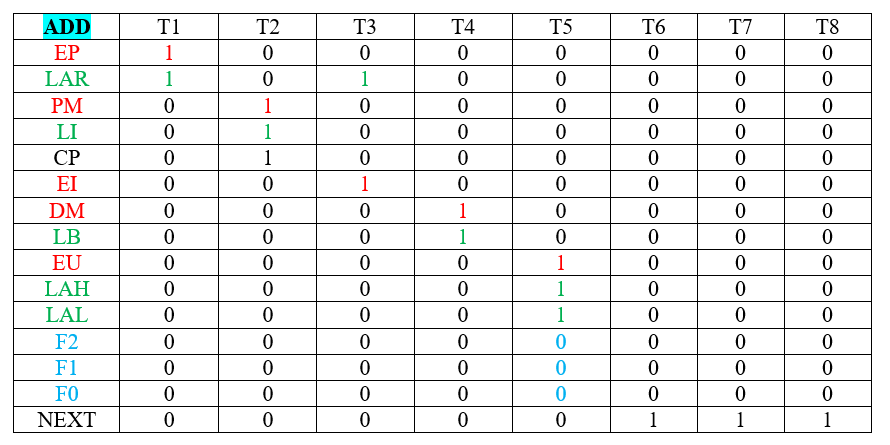 ADD T1 T2 T3 T4 T5 T6 T7 T8
EP 1 0 0 0 0 0 0 0
LAR 1 0 1 0 0 0 0 0
PM 0 1 0 0 0 0 0 0
LI 0 1 0 0 0 0 0 0
CP 0 1 0 0 0 0 0 0
EI 0 0 1 0 0 0 0 0
DM 0 0 0 1 0 0 0 0
LB 0 0 0 1 0 0 0 0
EU 0 0 0 0 1 0 0 0
LAH 0 0 0 0 1 0 0 0
LAL 0 0 0 0 1 0 0 0
F2 0 0 0 0 0 0 0 0
F1 0 0 0 0 0 0 0 0
F0 0 0 0 0 0 0 0 0
NEXT 0 0 0 0 0 1 1 1